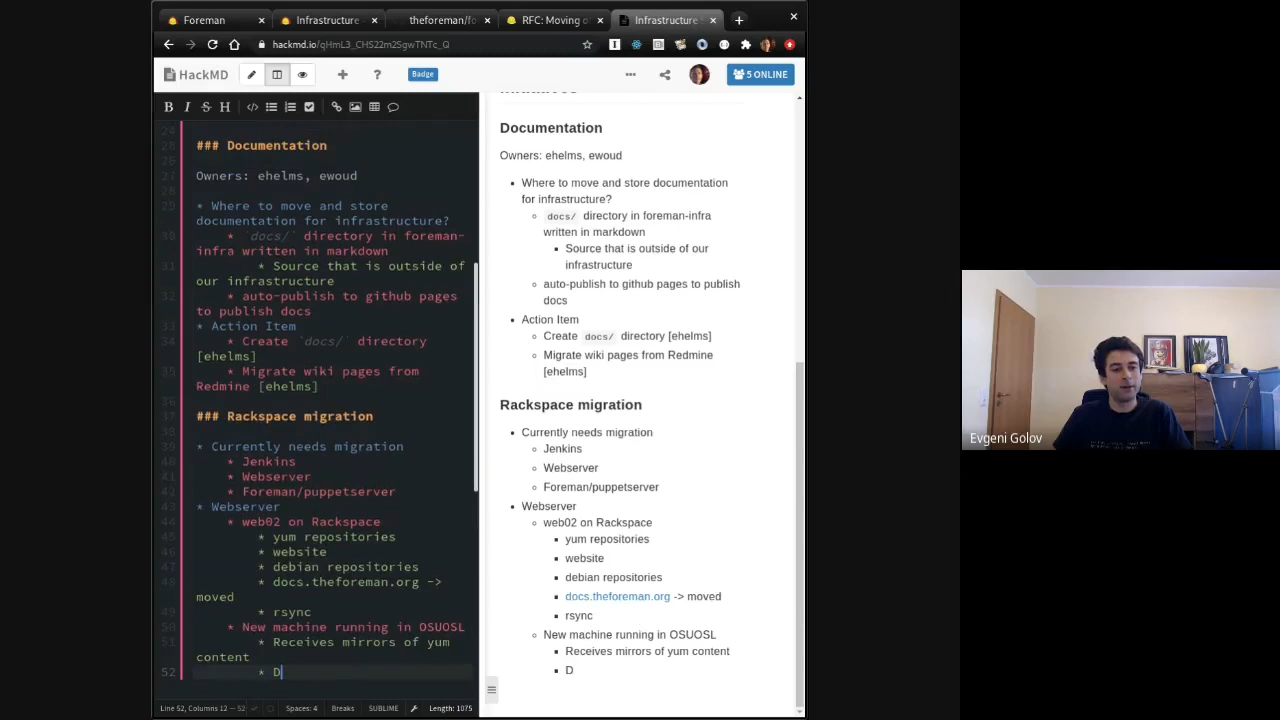 Foreman
Infrastructure -
theforeman/fo
RFC: Moving o
Infrastructure S
hackmd.io/qHmL3_CHS22m2SgwTNTc_Q
HackMD
Badge
5 ONLINE
### Documentation
Owners: ehelms, ewoud
* Where to move and store
documentation for infrastructure?
* `docs/` directory in foreman-
infra written in markdown
* Source that is outside of
our infrastructure
* auto-publish to github pages
to publish docs
* Action Item
* Create `docs/` directory
[ehelms]
* Migrate wiki pages from
Redmine [ehelms]
### Rackspace migration
* Currently needs migration
* Jenkins
* Webserver
* Foreman/puppetserver
* Webserver
* web02 on Rackspace
* yum repositories
* website
* debian repositories
* docs.theforeman.org ->
moved
* rsync
* New machine running in OSUOSL
* Receives mirrors of yum
content
52 * D
Line 52, Columns 12 — 52
Spaces: 4
Breaks
SUBLIME
Length: 1075
Documentation
Owners: ehelms, ewoud
Where to move and store documentation
for infrastructure?
docs/ directory in foreman-infra
written in markdown
Source that is outside of our
infrastructure
auto-publish to github pages to publish
docs
Action Item
Create docs/ directory [ehelms]
Migrate wiki pages from Redmine
[ehelms]
Rackspace migration
Currently needs migration
Jenkins
Webserver
Foreman/puppetserver
Webserver
web02 on Rackspace
yum repositories
website
debian repositories
docs.theforeman.org -> moved
rsync
New machine running in OSUOSL
Receives mirrors of yum content
D
Evgeni Golov